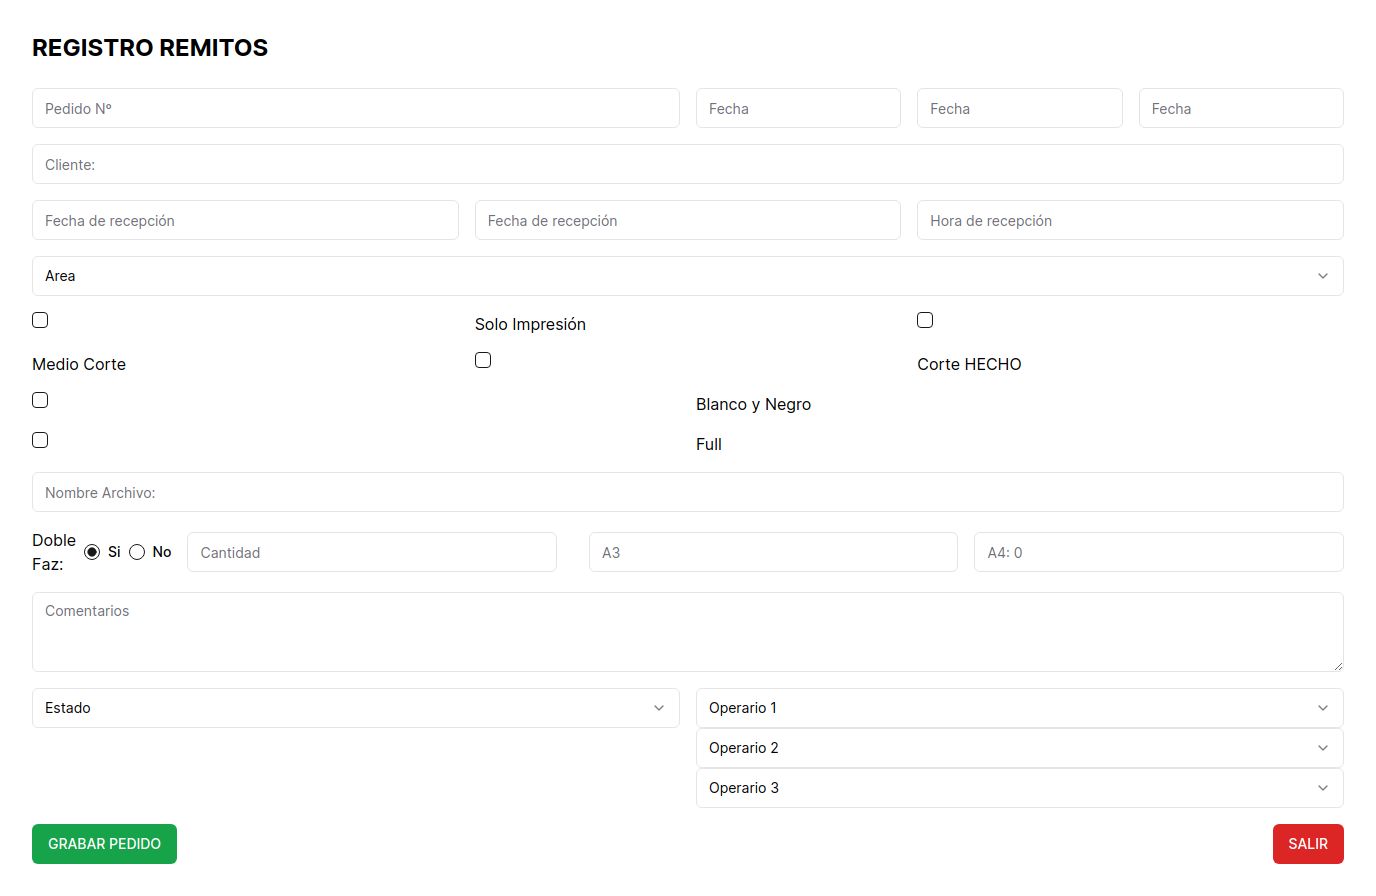 REGISTRO REMITOS
Pedido Nº Fecha Fecha Fecha
Cliente:
Fecha de recepción Fecha de recepción Hora de recepción
Area
Solo Impresión
Medio Corte Corte HECHO
Blanco y Negro
Full
Nombre Archivo:
Doble
Faz: Si No Cantidad A3 A4: 0
Comentarios
Estado Operario 1
Operario 2
Operario 3
GRABAR PEDIDO SALIR